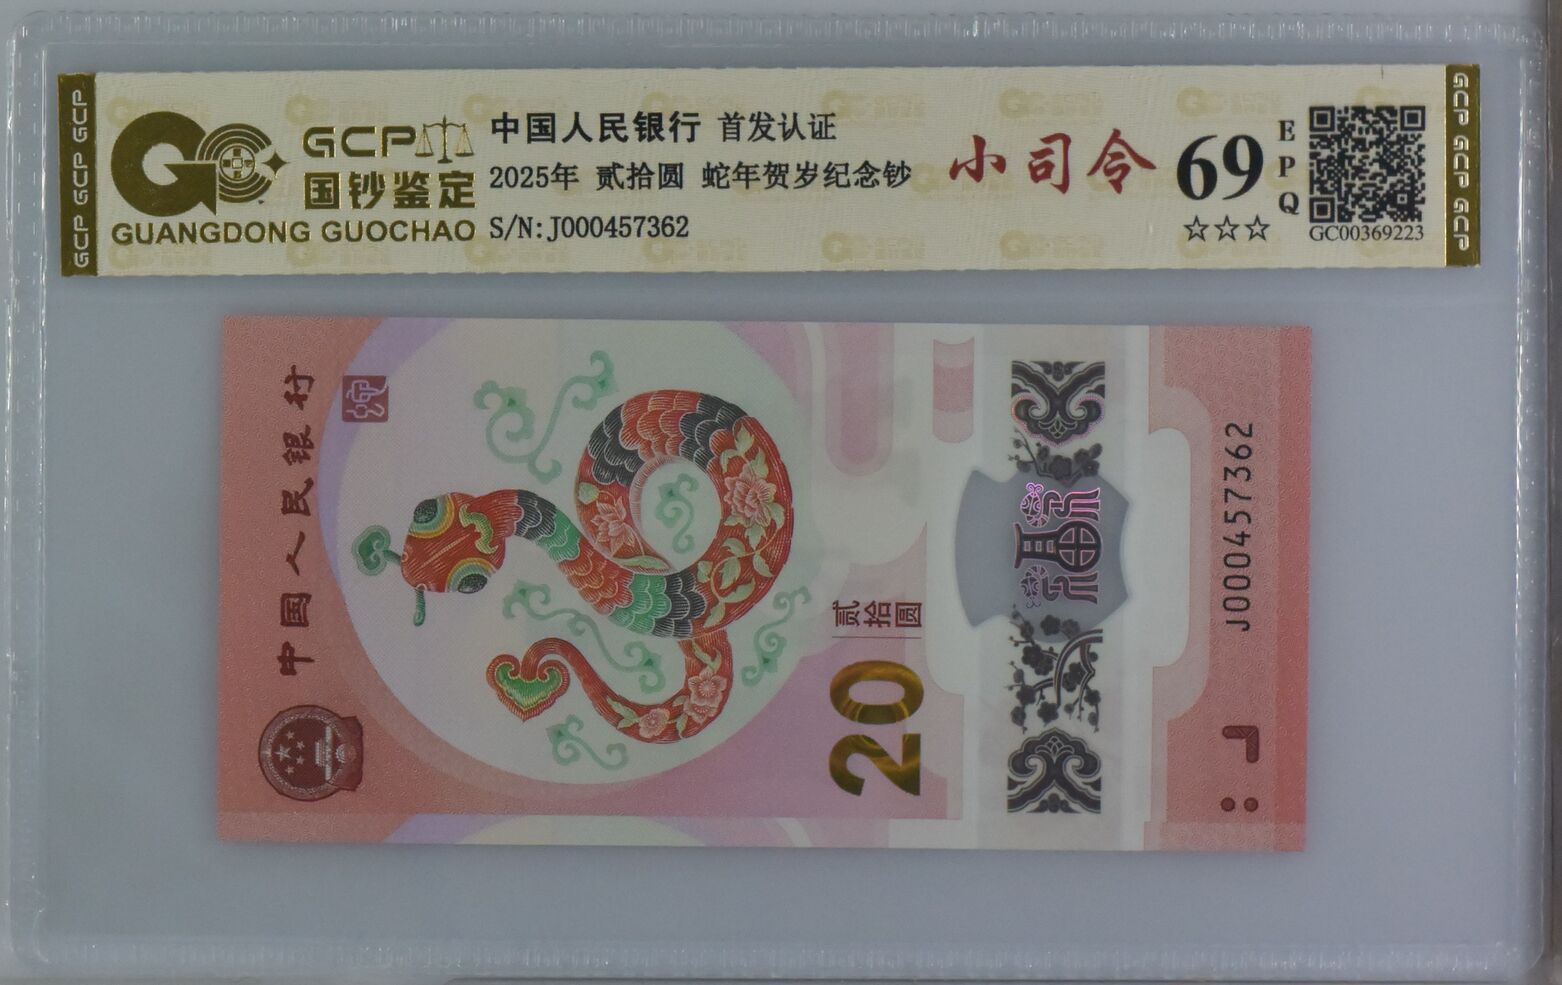 GCP GCP GCP
GCP
国钞鉴定
GUANGDONG GUOCHAO
中国人民银行 首发认证
2025年 贰拾圆 蛇年贺岁纪念钞
S/N:J000457362
小司令
69
EPQ
☆☆☆
GC00369223
GCP GCP GCP
中国人民银行
贰拾圆
20
福
J000457362